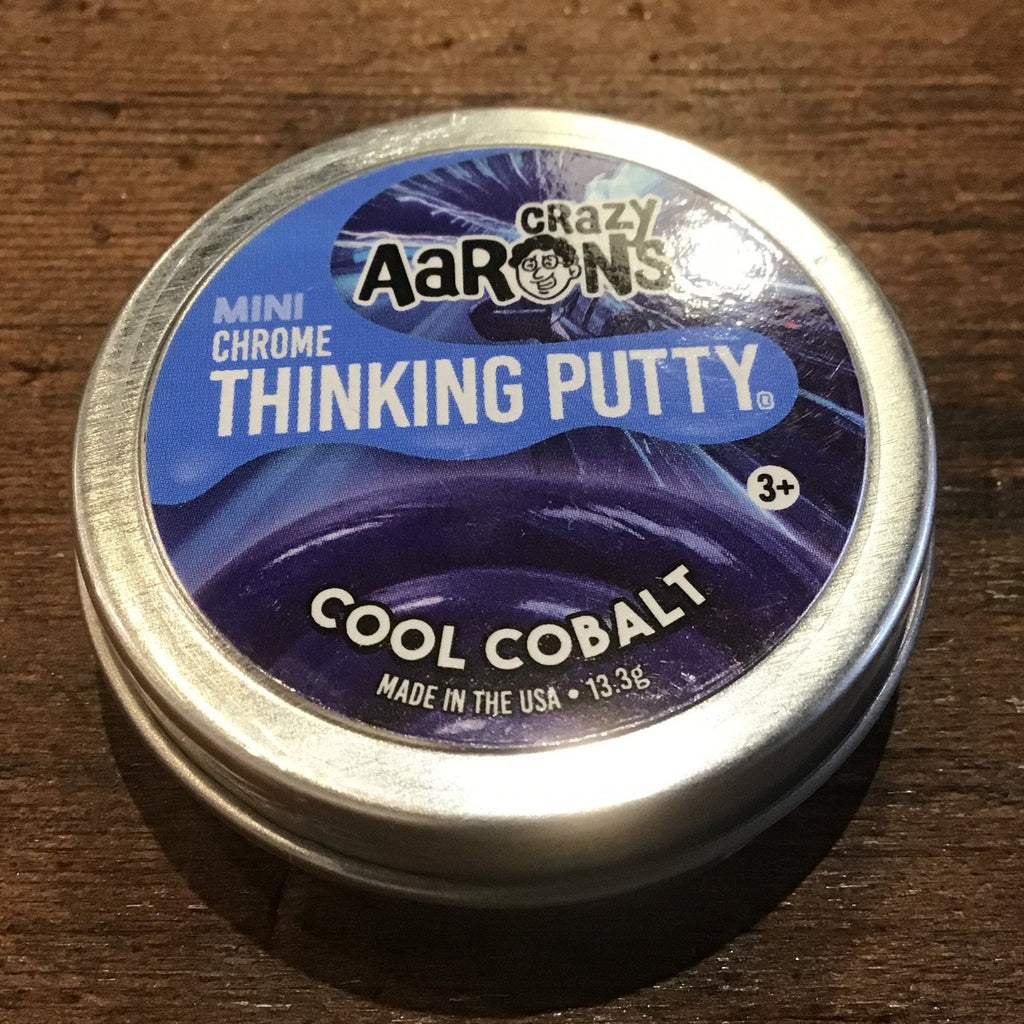 CRazy
AaRONS
MINI
CHROME
THINKING PUTTY®
3+
COOL COBALT
MADE IN THE USA • 13.3g